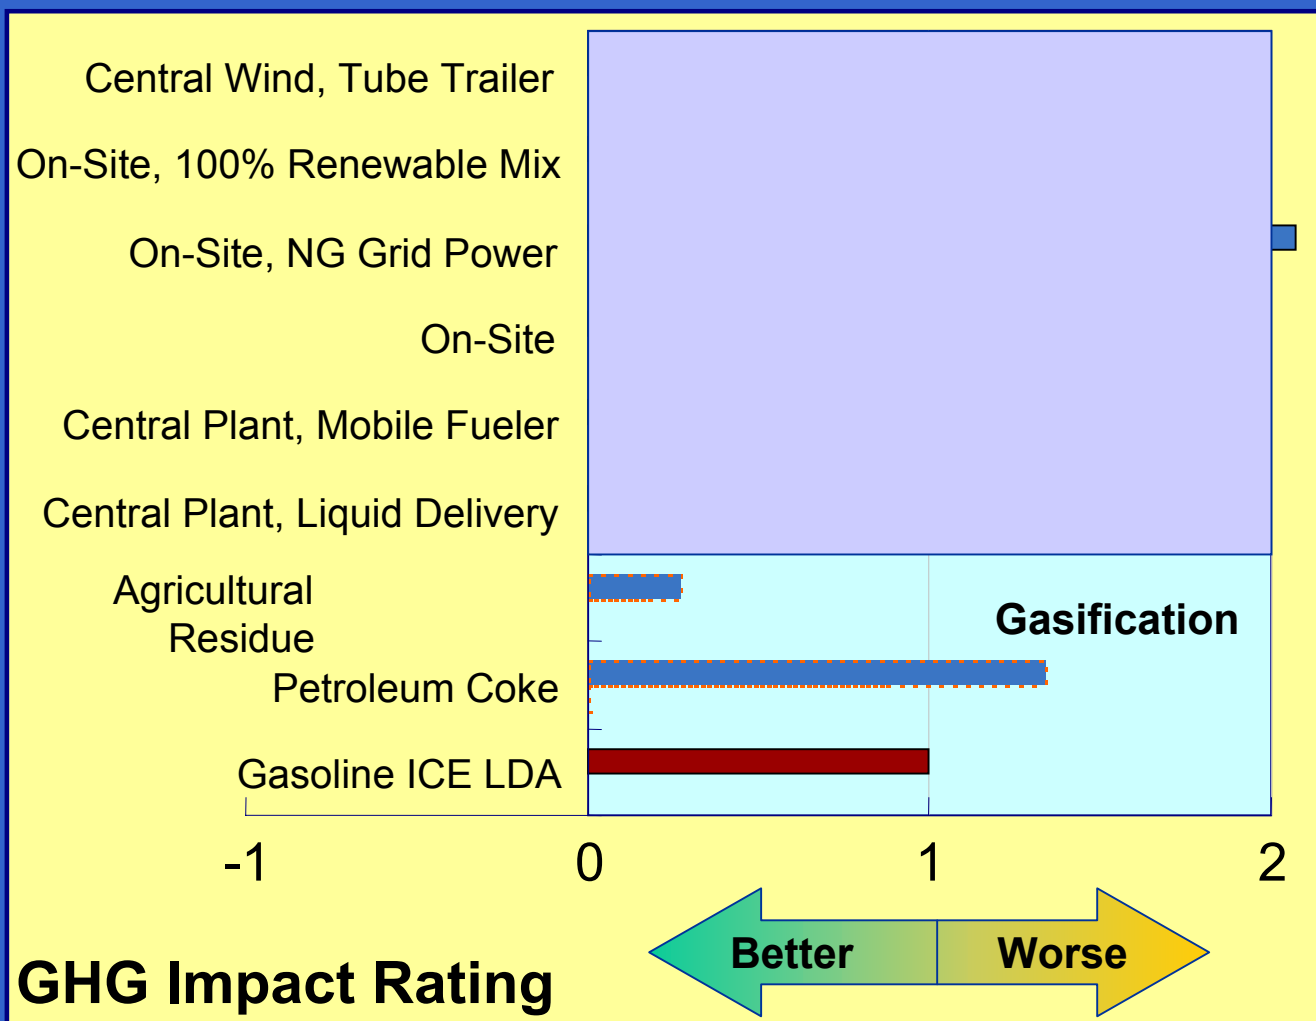 Central Wind, Tube Trailer
On-Site, 100% Renewable Mix
On-Site, NG Grid Power
On-Site
Central Plant, Mobile Fueler
Central Plant, Liquid Delivery
Agricultural
Residue
Gasification
Petroleum Coke
Gasoline ICE LDA
-1 0 1 2
Better Worse
GHG Impact Rating